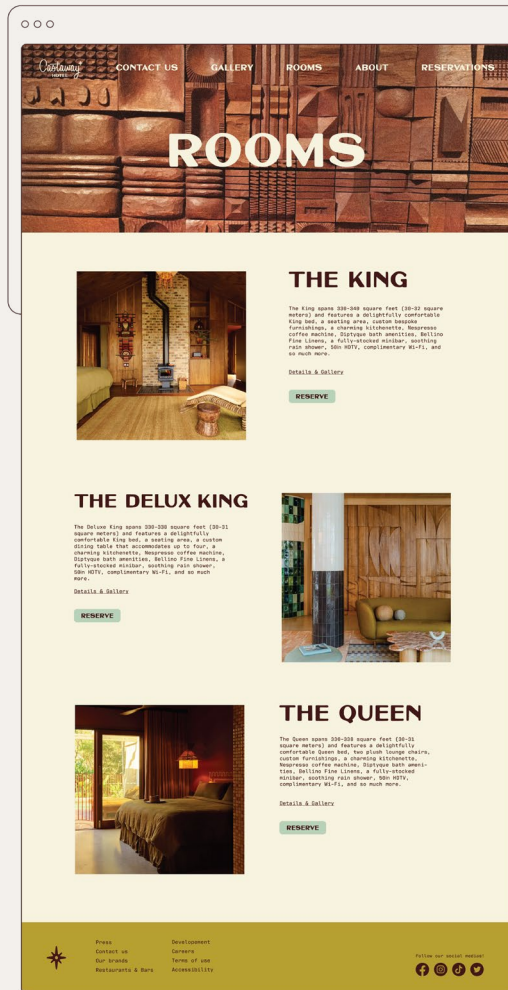 Castaway
HOTEL
CONTACT US
GALLERY
ROOMS
ABOUT
RESERVATIONS
ROOMS
THE KING
The King spans 330-340 square feet (30-32 square
meters) and features a delightfully comfortable
King bed, a seating area, custom bespoke
furnishings, a charming kitchenette, Nespresso
coffee machine, Diptyque bath amenities, Bellino
Fine Linens, a fully-stocked minibar, soothing
rain shower, 50in HDTV, complimentary Wi-Fi, and
so much more.
Details & Gallery
RESERVE
THE DELUX KING
The Deluxe King spans 330-338 square feet (30-31
square meters) and features a delightfully
comfortable King bed, a seating area, a custom
dining table that accommodates up to four, a
charming kitchenette, Nespresso coffee machine,
Diptyque bath amenities, Bellino Fine Linens, a
fully-stocked minibar, soothing rain shower,
50in HDTV, complimentary Wi-Fi, and so much
more.
Details & Gallery
RESERVE
THE QUEEN
The Queen spans 330-338 square feet (30-31
square meters) and features a delightfully
comfortable Queen bed, two plush lounge chairs,
custom furnishings, a charming kitchenette,
Nespresso coffee machine, Diptyque bath ameni-
ties, Bellino Fine Linens, a fully-stocked
minibar, soothing rain shower, 50in HDTV,
complimentary Wi-Fi, and so much more.
Details & Gallery
RESERVE
Press
Contact us
Our brands
Restaurants & Bars
Developement
Careers
Terms of use
Accessibility
Follow our social medias!